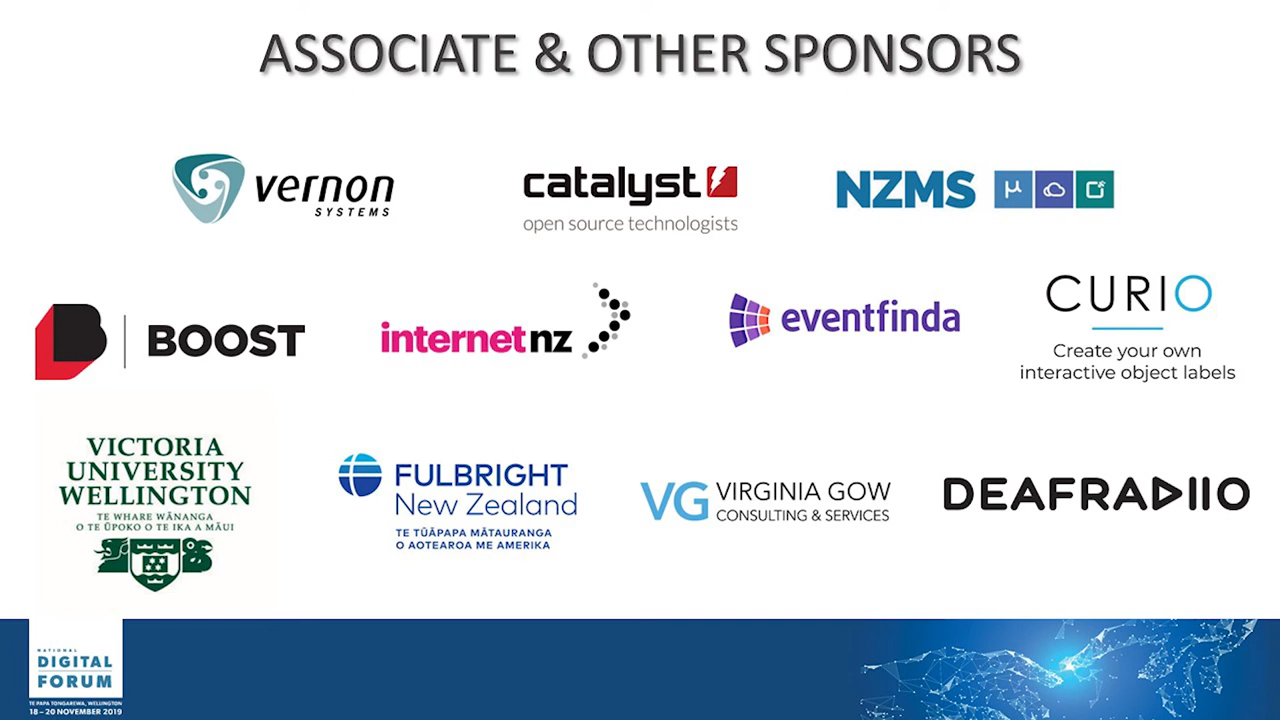 ASSOCIATE & OTHER SPONSORS
vernon
SYSTEMS
catalyst
open source technologists
NZMS
µ
B
BOOST
internetnz
eventfinda
CURIO
Create your own
interactive object labels
VICTORIA
UNIVERSITY
WELLINGTON
TE WHARE WĀNANGA
O TE ŪPOKO O TE IKA A MĀUI
FULBRIGHT
New Zealand
TE TŪĀPAPA MĀTAURANGA
O AOTEAROA ME AMERIKA
VG
VIRGINIA GOW
CONSULTING & SERVICES
DEAFRADIO
NATIONAL
DIGITAL
FORUM
TE PAPA TONGAREWA, WELLINGTON
18 – 20 NOVEMBER 2019